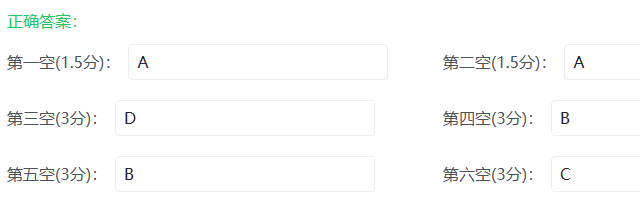 正确答案：
第一空(1.5分)： A 第二空(1.5分)： A
第三空(3分)： D 第四空(3分)： B
第五空(3分)： B 第六空(3分)： C